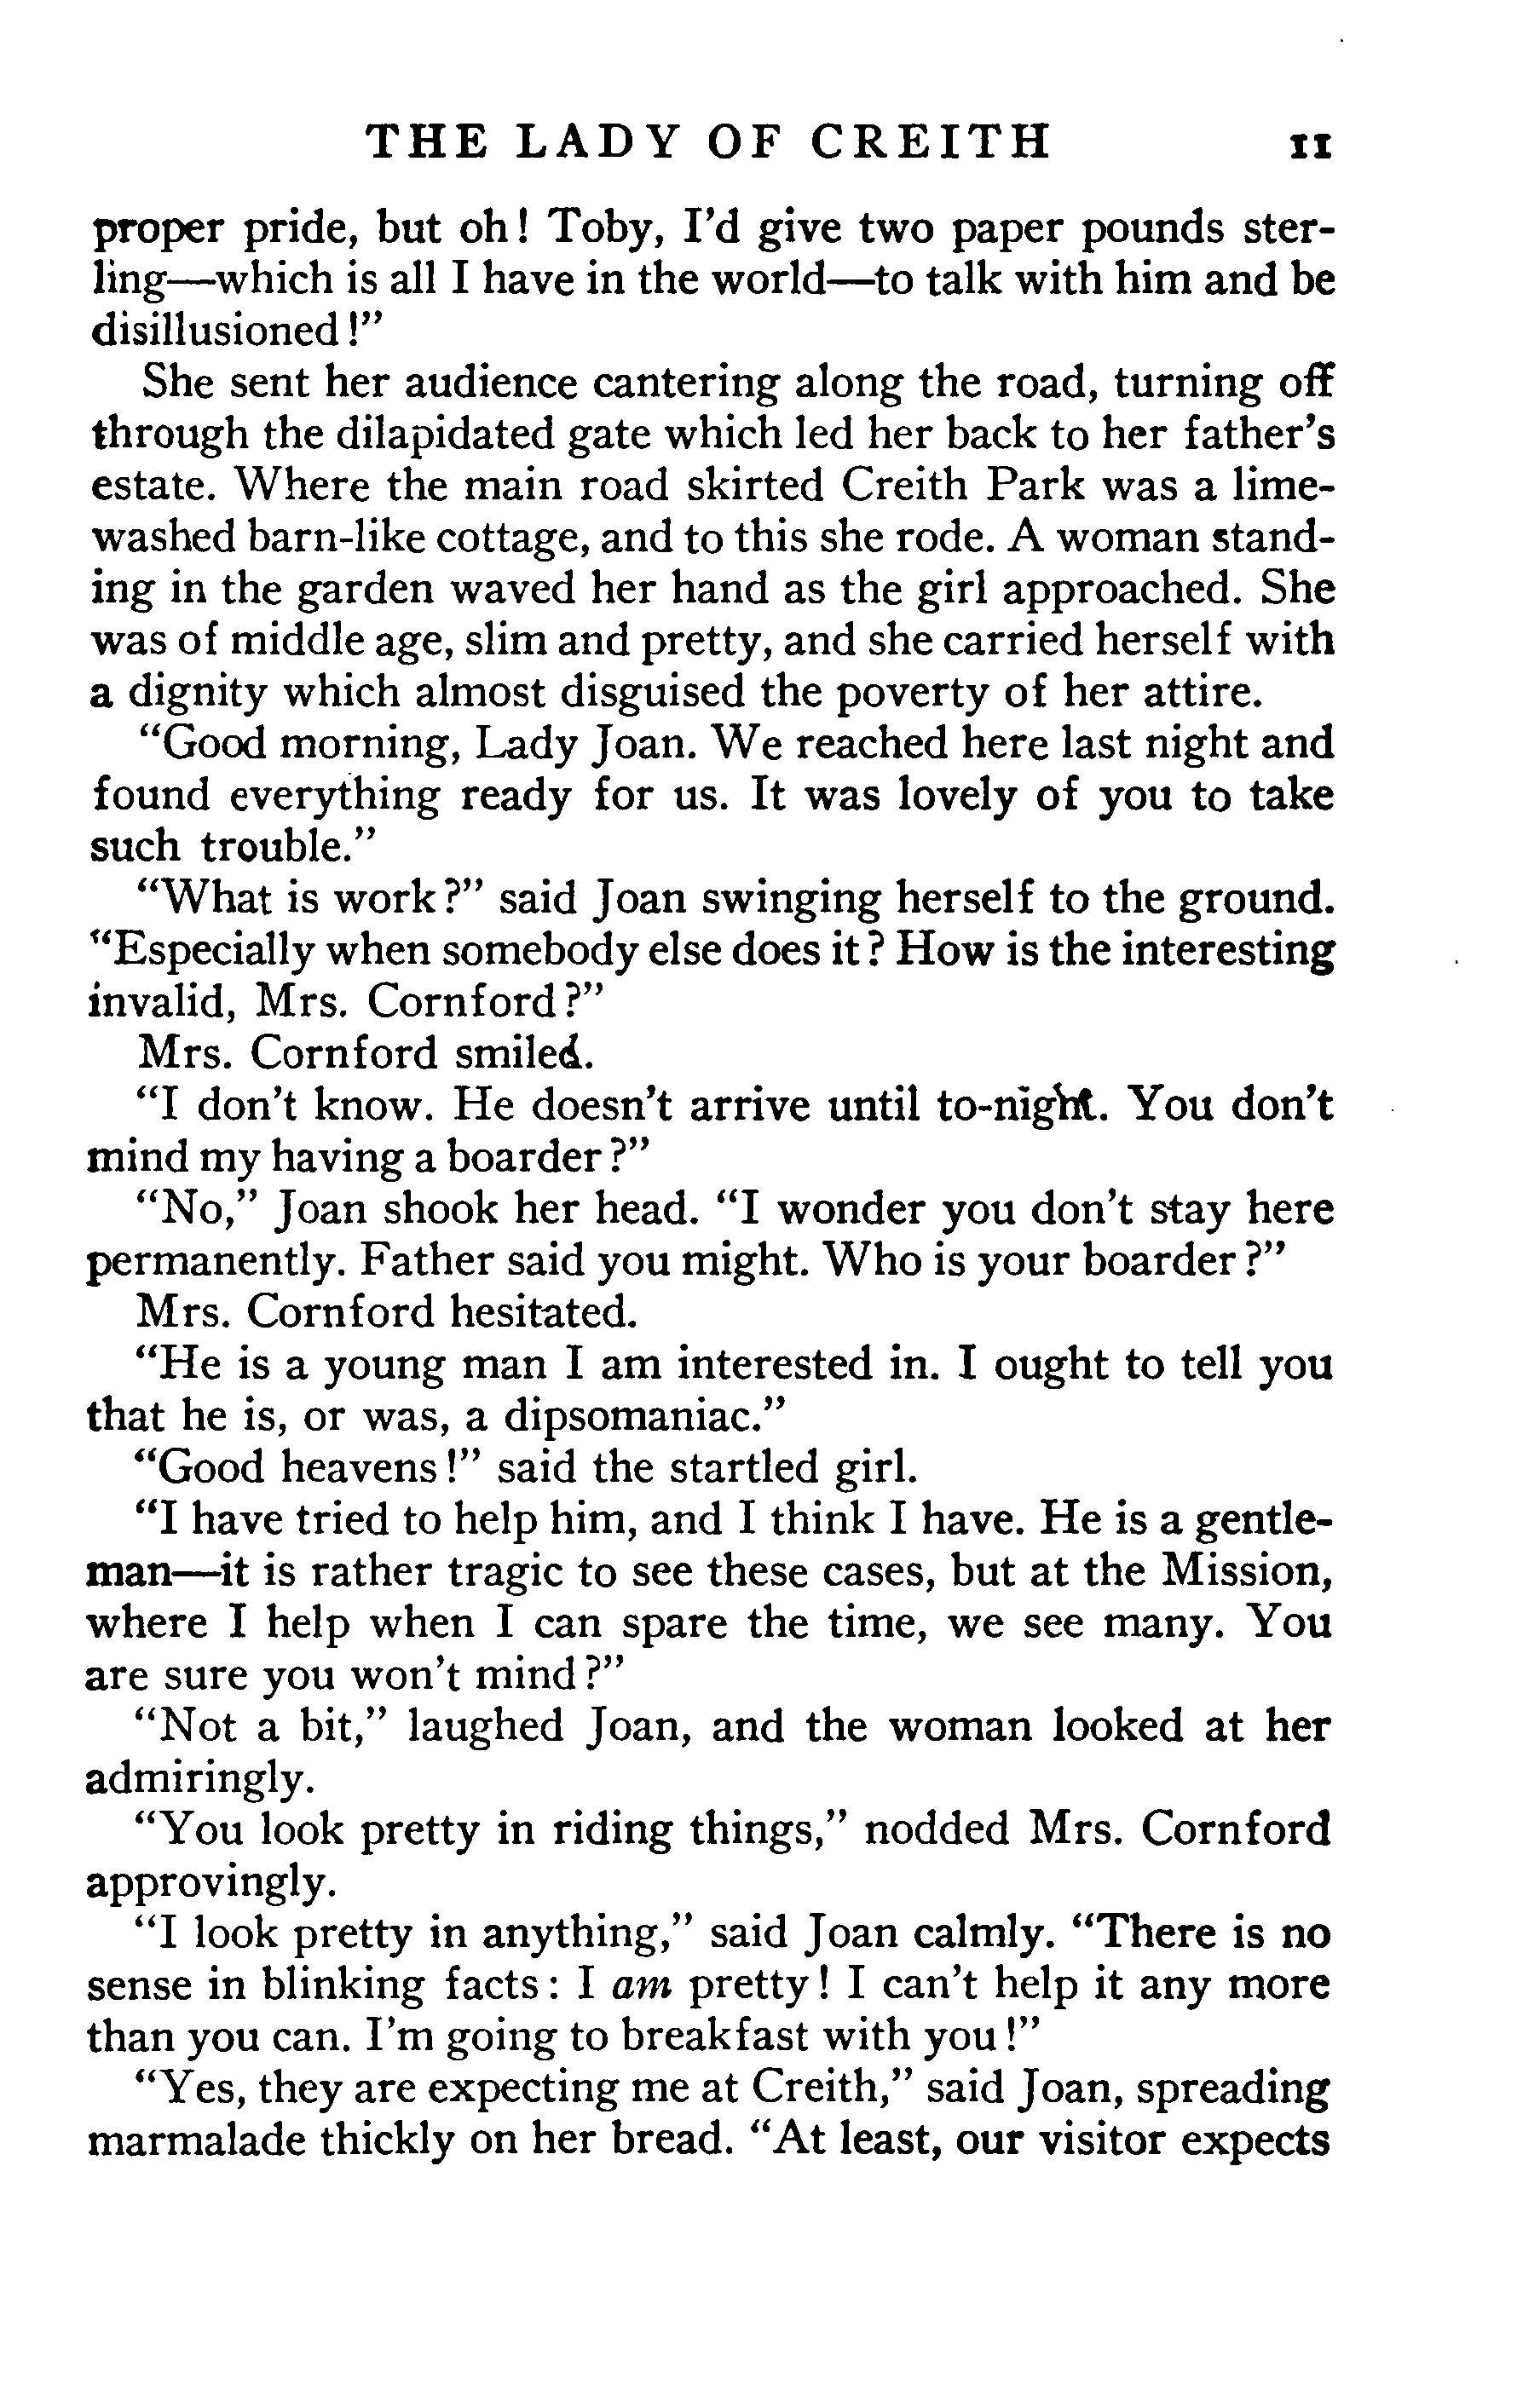 THE LADY OF CREITH 11
proper pride, but oh! Toby, I'd give two paper pounds ster-
ling—which is all I have in the world—to talk with him and be
disillusioned!"
She sent her audience cantering along the road, turning off
through the dilapidated gate which led her back to her father's
estate. Where the main road skirted Creith Park was a lime-
washed barn-like cottage, and to this she rode. A woman stand-
ing in the garden waved her hand as the girl approached. She
was of middle age, slim and pretty, and she carried herself with
a dignity which almost disguised the poverty of her attire.
"Good morning, Lady Joan. We reached here last night and
found everything ready for us. It was lovely of you to take
such trouble."
"What is work?" said Joan swinging herself to the ground.
"Especially when somebody else does it? How is the interesting
invalid, Mrs. Cornford?"
Mrs. Cornford smiled.
"I don't know. He doesn't arrive until to-night. You don't
mind my having a boarder?"
"No," Joan shook her head. "I wonder you don't stay here
permanently. Father said you might. Who is your boarder?"
Mrs. Cornford hesitated.
"He is a young man I am interested in. I ought to tell you
that he is, or was, a dipsomaniac."
"Good heavens!" said the startled girl.
"I have tried to help him, and I think I have. He is a gentle-
man—it is rather tragic to see these cases, but at the Mission,
where I help when I can spare the time, we see many. You
are sure you won't mind?"
"Not a bit," laughed Joan, and the woman looked at her
admiringly.
"You look pretty in riding things," nodded Mrs. Cornford
approvingly.
"I look pretty in anything," said Joan calmly. "There is no
sense in blinking facts: I am pretty! I can't help it any more
than you can. I'm going to breakfast with you!"
"Yes, they are expecting me at Creith," said Joan, spreading
marmalade thickly on her bread. "At least, our visitor expects